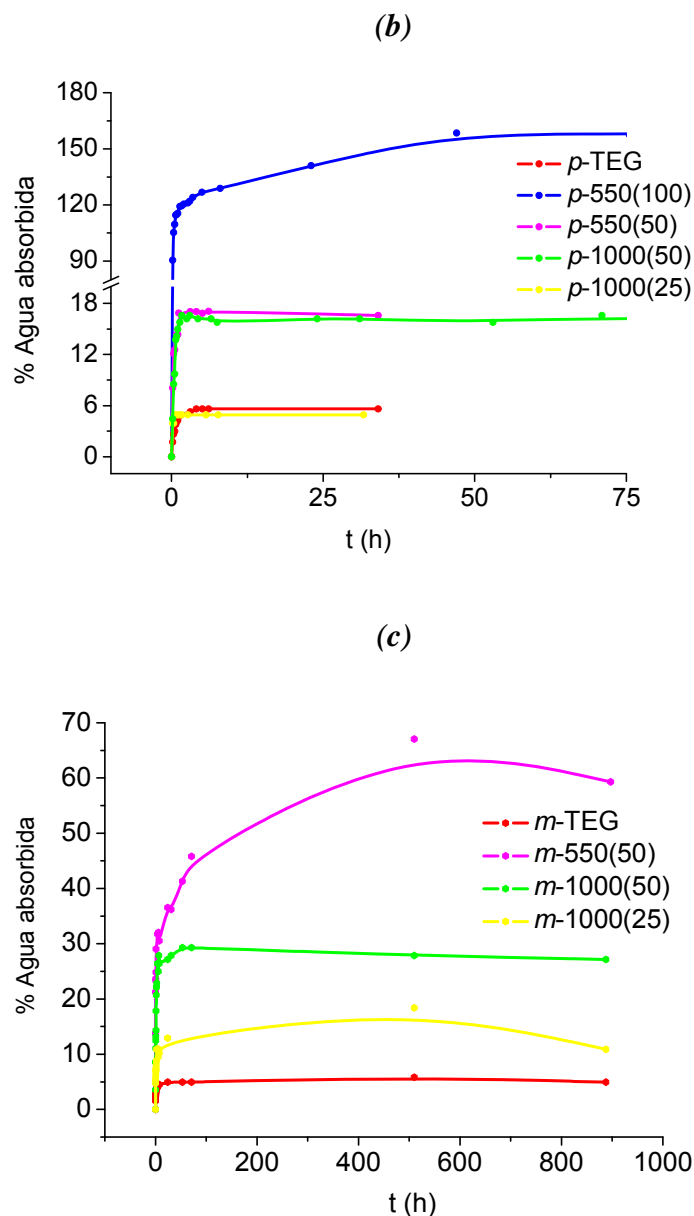 (b)
180
150
120
90
18
12
6
0
% Agua absorbida
p-TEG
p-550(100)
p-550(50)
p-1000(50)
p-1000(25)
0 25 50 75
t (h)
(c)
70
60
50
40
30
20
10
0
% Agua absorbida
m-TEG
m-550(50)
m-1000(50)
m-1000(25)
0 200 400 600 800 1000
t (h)